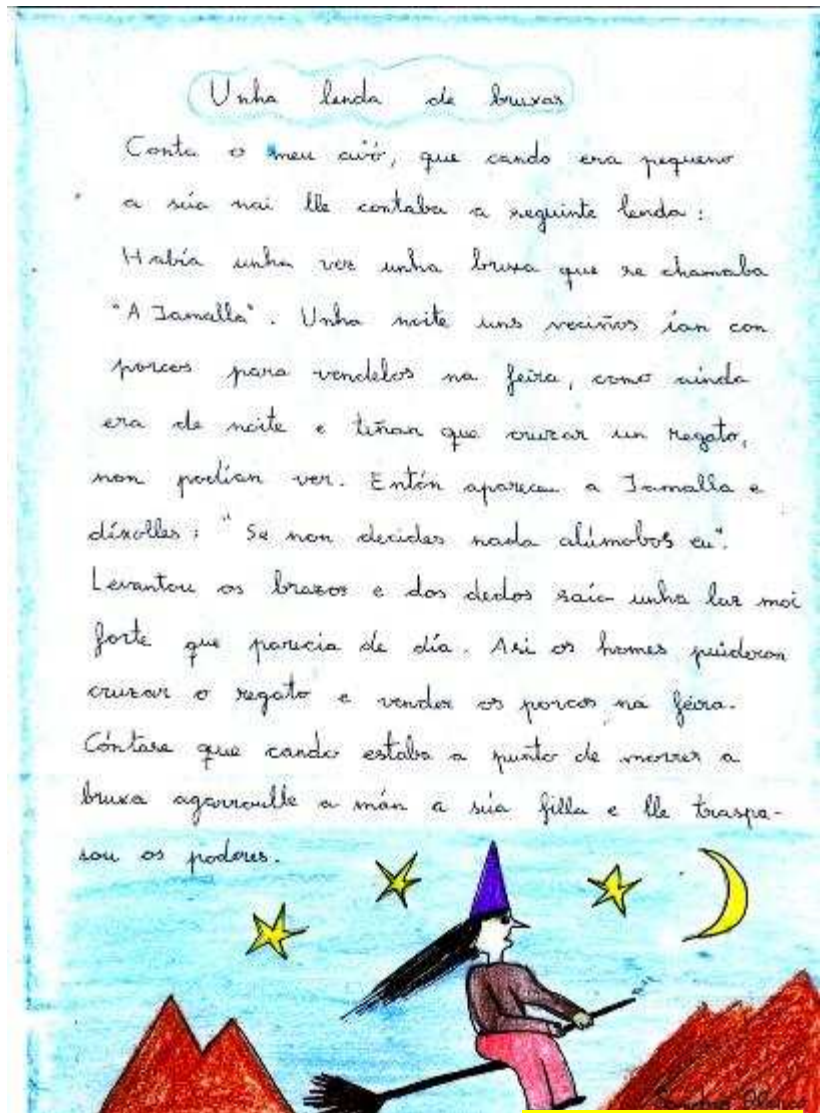 Unha lenda de bruxas
Conta o meu avó, que cando era pequeno
a súa nai lle contaba a seguinte lenda:
Había unha vez unha bruxa que se chamaba
"A Jamalla". Unha noite uns veciños ían con
porcos para vendelos na feira, como ainda
era de noite e tiñan que cruzar un regato,
non podían ver. Entón apareceu a Jamalla e
díxolles: "Se non decides nada alúmobos eu".
Levantou os brazos e dos dedos saío unha luz moi
forte que parecia de día. Asi os homes puideron
cruzar o regato e vender os porcos na feira.
Cóntase que cando estaba a punto de morrer a
bruxa agarroulle a mán a súa filla e lle traspa-
sou os poderes.